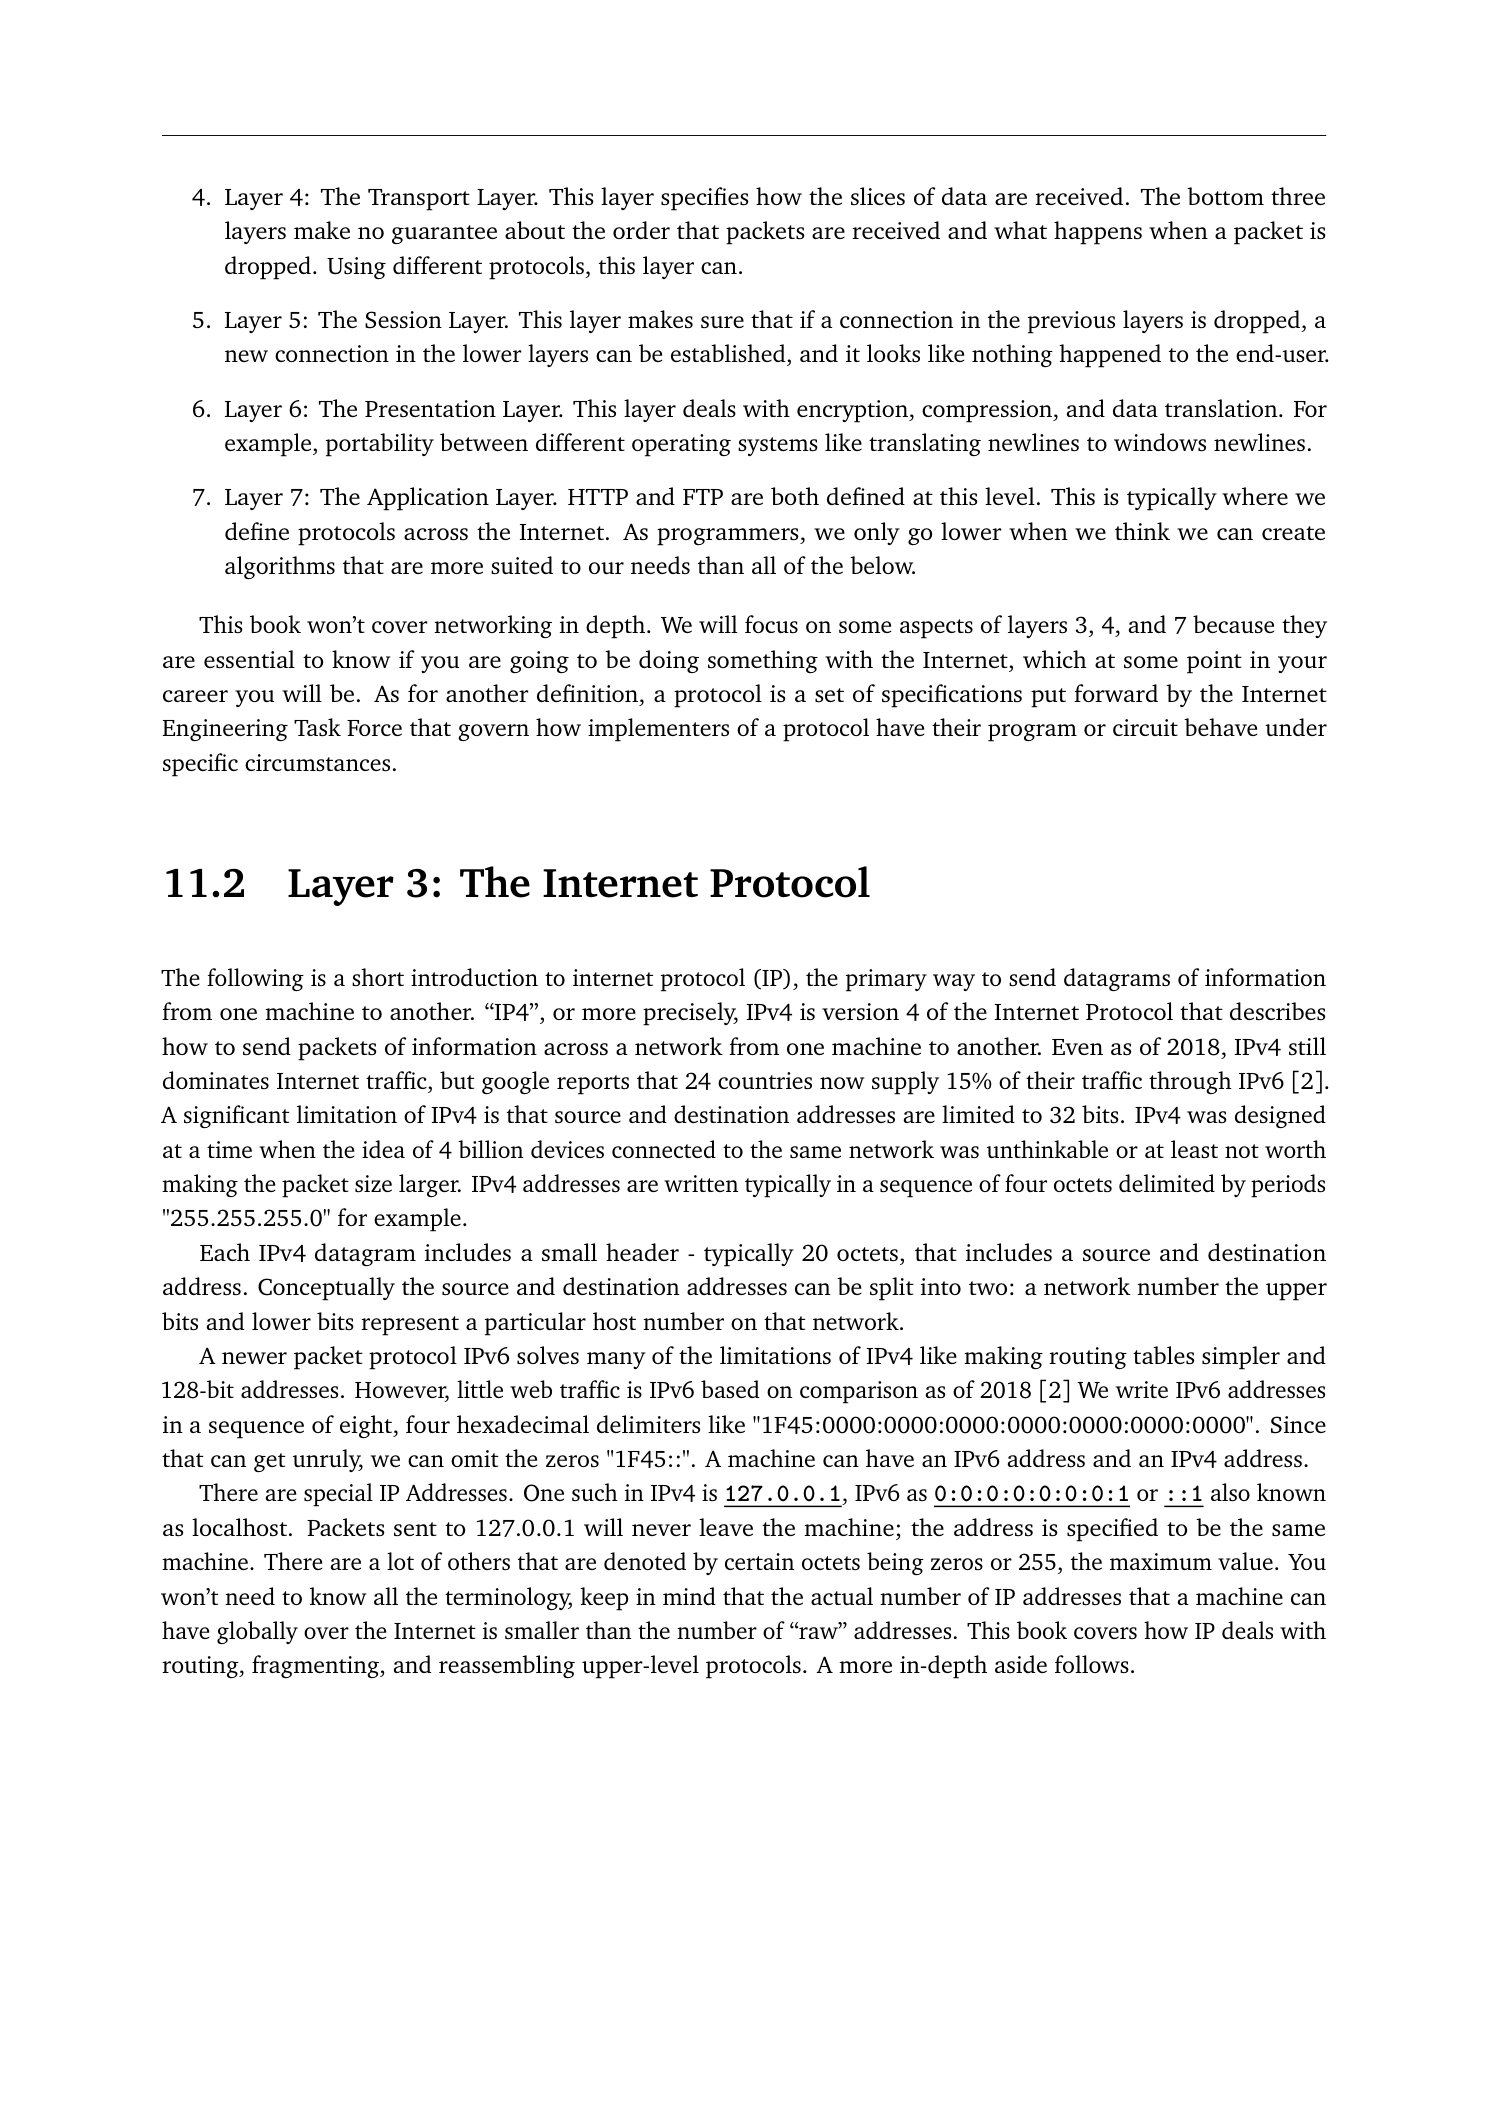 4. Layer 4: The Transport Layer. This layer specifies how the slices of data are received. The bottom three
layers make no guarantee about the order that packets are received and what happens when a packet is
dropped. Using different protocols, this layer can.
5. Layer 5: The Session Layer. This layer makes sure that if a connection in the previous layers is dropped, a
new connection in the lower layers can be established, and it looks like nothing happened to the end-user.
6. Layer 6: The Presentation Layer. This layer deals with encryption, compression, and data translation. For
example, portability between different operating systems like translating newlines to windows newlines.
7. Layer 7: The Application Layer. HTTP and FTP are both defined at this level. This is typically where we
define protocols across the Internet. As programmers, we only go lower when we think we can create
algorithms that are more suited to our needs than all of the below.
This book won’t cover networking in depth. We will focus on some aspects of layers 3, 4, and 7 because they
are essential to know if you are going to be doing something with the Internet, which at some point in your
career you will be. As for another definition, a protocol is a set of specifications put forward by the Internet
Engineering Task Force that govern how implementers of a protocol have their program or circuit behave under
specific circumstances.
11.2 Layer 3: The Internet Protocol
The following is a short introduction to internet protocol (IP), the primary way to send datagrams of information
from one machine to another. “IP4”, or more precisely, IPv4 is version 4 of the Internet Protocol that describes
how to send packets of information across a network from one machine to another. Even as of 2018, IPv4 still
dominates Internet traffic, but google reports that 24 countries now supply 15% of their traffic through IPv6 [2].
A significant limitation of IPv4 is that source and destination addresses are limited to 32 bits. IPv4 was designed
at a time when the idea of 4 billion devices connected to the same network was unthinkable or at least not worth
making the packet size larger. IPv4 addresses are written typically in a sequence of four octets delimited by periods
"255.255.255.0" for example.
Each IPv4 datagram includes a small header - typically 20 octets, that includes a source and destination
address. Conceptually the source and destination addresses can be split into two: a network number the upper
bits and lower bits represent a particular host number on that network.
A newer packet protocol IPv6 solves many of the limitations of IPv4 like making routing tables simpler and
128-bit addresses. However, little web traffic is IPv6 based on comparison as of 2018 [2] We write IPv6 addresses
in a sequence of eight, four hexadecimal delimiters like "1F45:0000:0000:0000:0000:0000:0000:0000". Since
that can get unruly, we can omit the zeros "1F45::". A machine can have an IPv6 address and an IPv4 address.
There are special IP Addresses. One such in IPv4 is 127.0.0.1, IPv6 as 0:0:0:0:0:0:0:1 or ::1 also known
as localhost. Packets sent to 127.0.0.1 will never leave the machine; the address is specified to be the same
machine. There are a lot of others that are denoted by certain octets being zeros or 255, the maximum value. You
won’t need to know all the terminology, keep in mind that the actual number of IP addresses that a machine can
have globally over the Internet is smaller than the number of “raw” addresses. This book covers how IP deals with
routing, fragmenting, and reassembling upper-level protocols. A more in-depth aside follows.